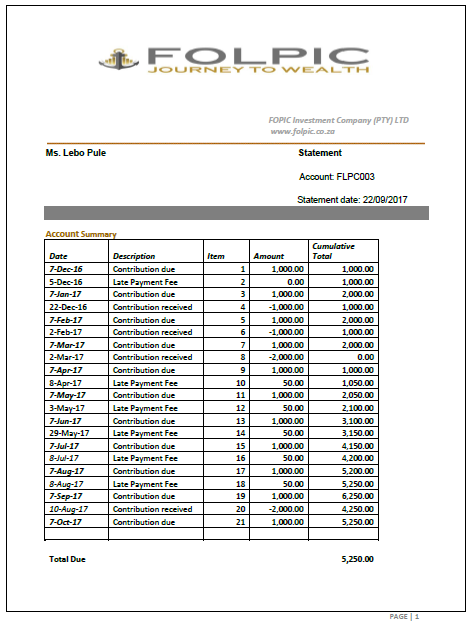 FOLPIC
JOURNEY TO WEALTH
FOPIC Investment Company (PTY) LTD
www.folpic.co.za
Ms. Lebo Pule Statement
Account: FLPC003
Statement date: 22/09/2017
Account Summary
Date Description Item Amount Cumulative Total
7-Dec-16 Contribution due 1 1,000.00 1,000.00
5-Dec-16 Late Payment Fee 2 0.00 1,000.00
7-Jan-17 Contribution due 3 1,000.00 2,000.00
22-Dec-16 Contribution received 4 -1,000.00 1,000.00
7-Feb-17 Contribution due 5 1,000.00 2,000.00
2-Feb-17 Contribution received 6 -1,000.00 1,000.00
7-Mar-17 Contribution due 7 1,000.00 2,000.00
2-Mar-17 Contribution received 8 -2,000.00 0.00
7-Apr-17 Contribution due 9 1,000.00 1,000.00
8-Apr-17 Late Payment Fee 10 50.00 1,050.00
7-May-17 Contribution due 11 1,000.00 2,050.00
3-May-17 Late Payment Fee 12 50.00 2,100.00
7-Jun-17 Contribution due 13 1,000.00 3,100.00
29-May-17 Late Payment Fee 14 50.00 3,150.00
7-Jul-17 Contribution due 15 1,000.00 4,150.00
8-Jul-17 Late Payment Fee 16 50.00 4,200.00
7-Aug-17 Contribution due 17 1,000.00 5,200.00
8-Aug-17 Late Payment Fee 18 50.00 5,250.00
7-Sep-17 Contribution due 19 1,000.00 6,250.00
10-Aug-17 Contribution received 20 -2,000.00 4,250.00
7-Oct-17 Contribution due 21 1,000.00 5,250.00
Total Due 5,250.00
PAGE | 1